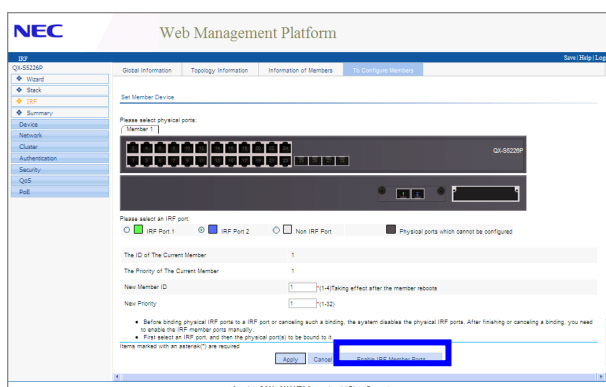 NEC
Web Management Platform
IRF
Save | Help | Log
QX-S5226P
Wizard
Stack
IRF
Summary
Device
Network
Cluster
Authentication
Security
QoS
PoE
Global Information Topology Information Information of Members To Configure Members
Set Member Device
Please select physical ports:
Member 1
QX-S5226P
Please select an IRF port:
IRF Port 1 IRF Port 2 Non IRF Port Physical ports which cannot be configured
The ID of The Current Member 1
The Priority of The Current Member 1
New Member ID 1 *(1-4)Taking effect after the member reboots
New Priority 1 *(1-32)
Before binding physical IRF ports to a IRF port or canceling such a binding, the system disables the physical IRF ports. After finishing or canceling a binding, you need
to enable the IRF member ports manually.
First select an IRF port, and then the physical port(s) to be bound to it.
Items marked with an asterisk(*) are required
Apply Cancel Enable IRF Member Ports